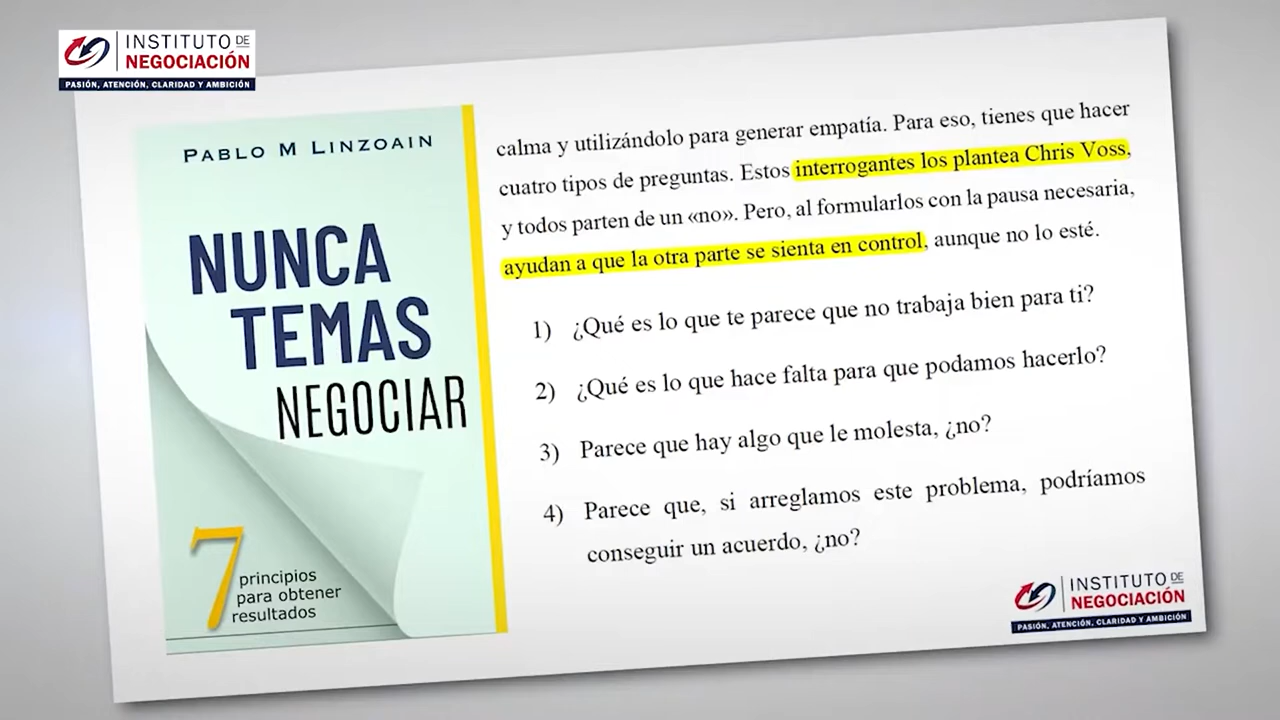 INSTITUTO DE
NEGOCIACIÓN
PASIÓN, ATENCIÓN, CLARIDAD Y AMBICIÓN
PABLO M LINZOAIN
NUNCA
TEMAS
NEGOCIAR
7 principios
para obtener
resultados
calma y utilizándolo para generar empatía. Para eso, tienes que hacer
cuatro tipos de preguntas. Estos interrogantes los plantea Chris Voss,
y todos parten de un «no». Pero, al formularlos con la pausa necesaria,
ayudan a que la otra parte se sienta en control, aunque no lo esté.
1) ¿Qué es lo que te parece que no trabaja bien para ti?
2) ¿Qué es lo que hace falta para que podamos hacerlo?
3) Parece que hay algo que le molesta, ¿no?
4) Parece que, si arreglamos este problema, podríamos
conseguir un acuerdo, ¿no?
INSTITUTO DE
NEGOCIACIÓN
PASIÓN, ATENCIÓN, CLARIDAD Y AMBICIÓN